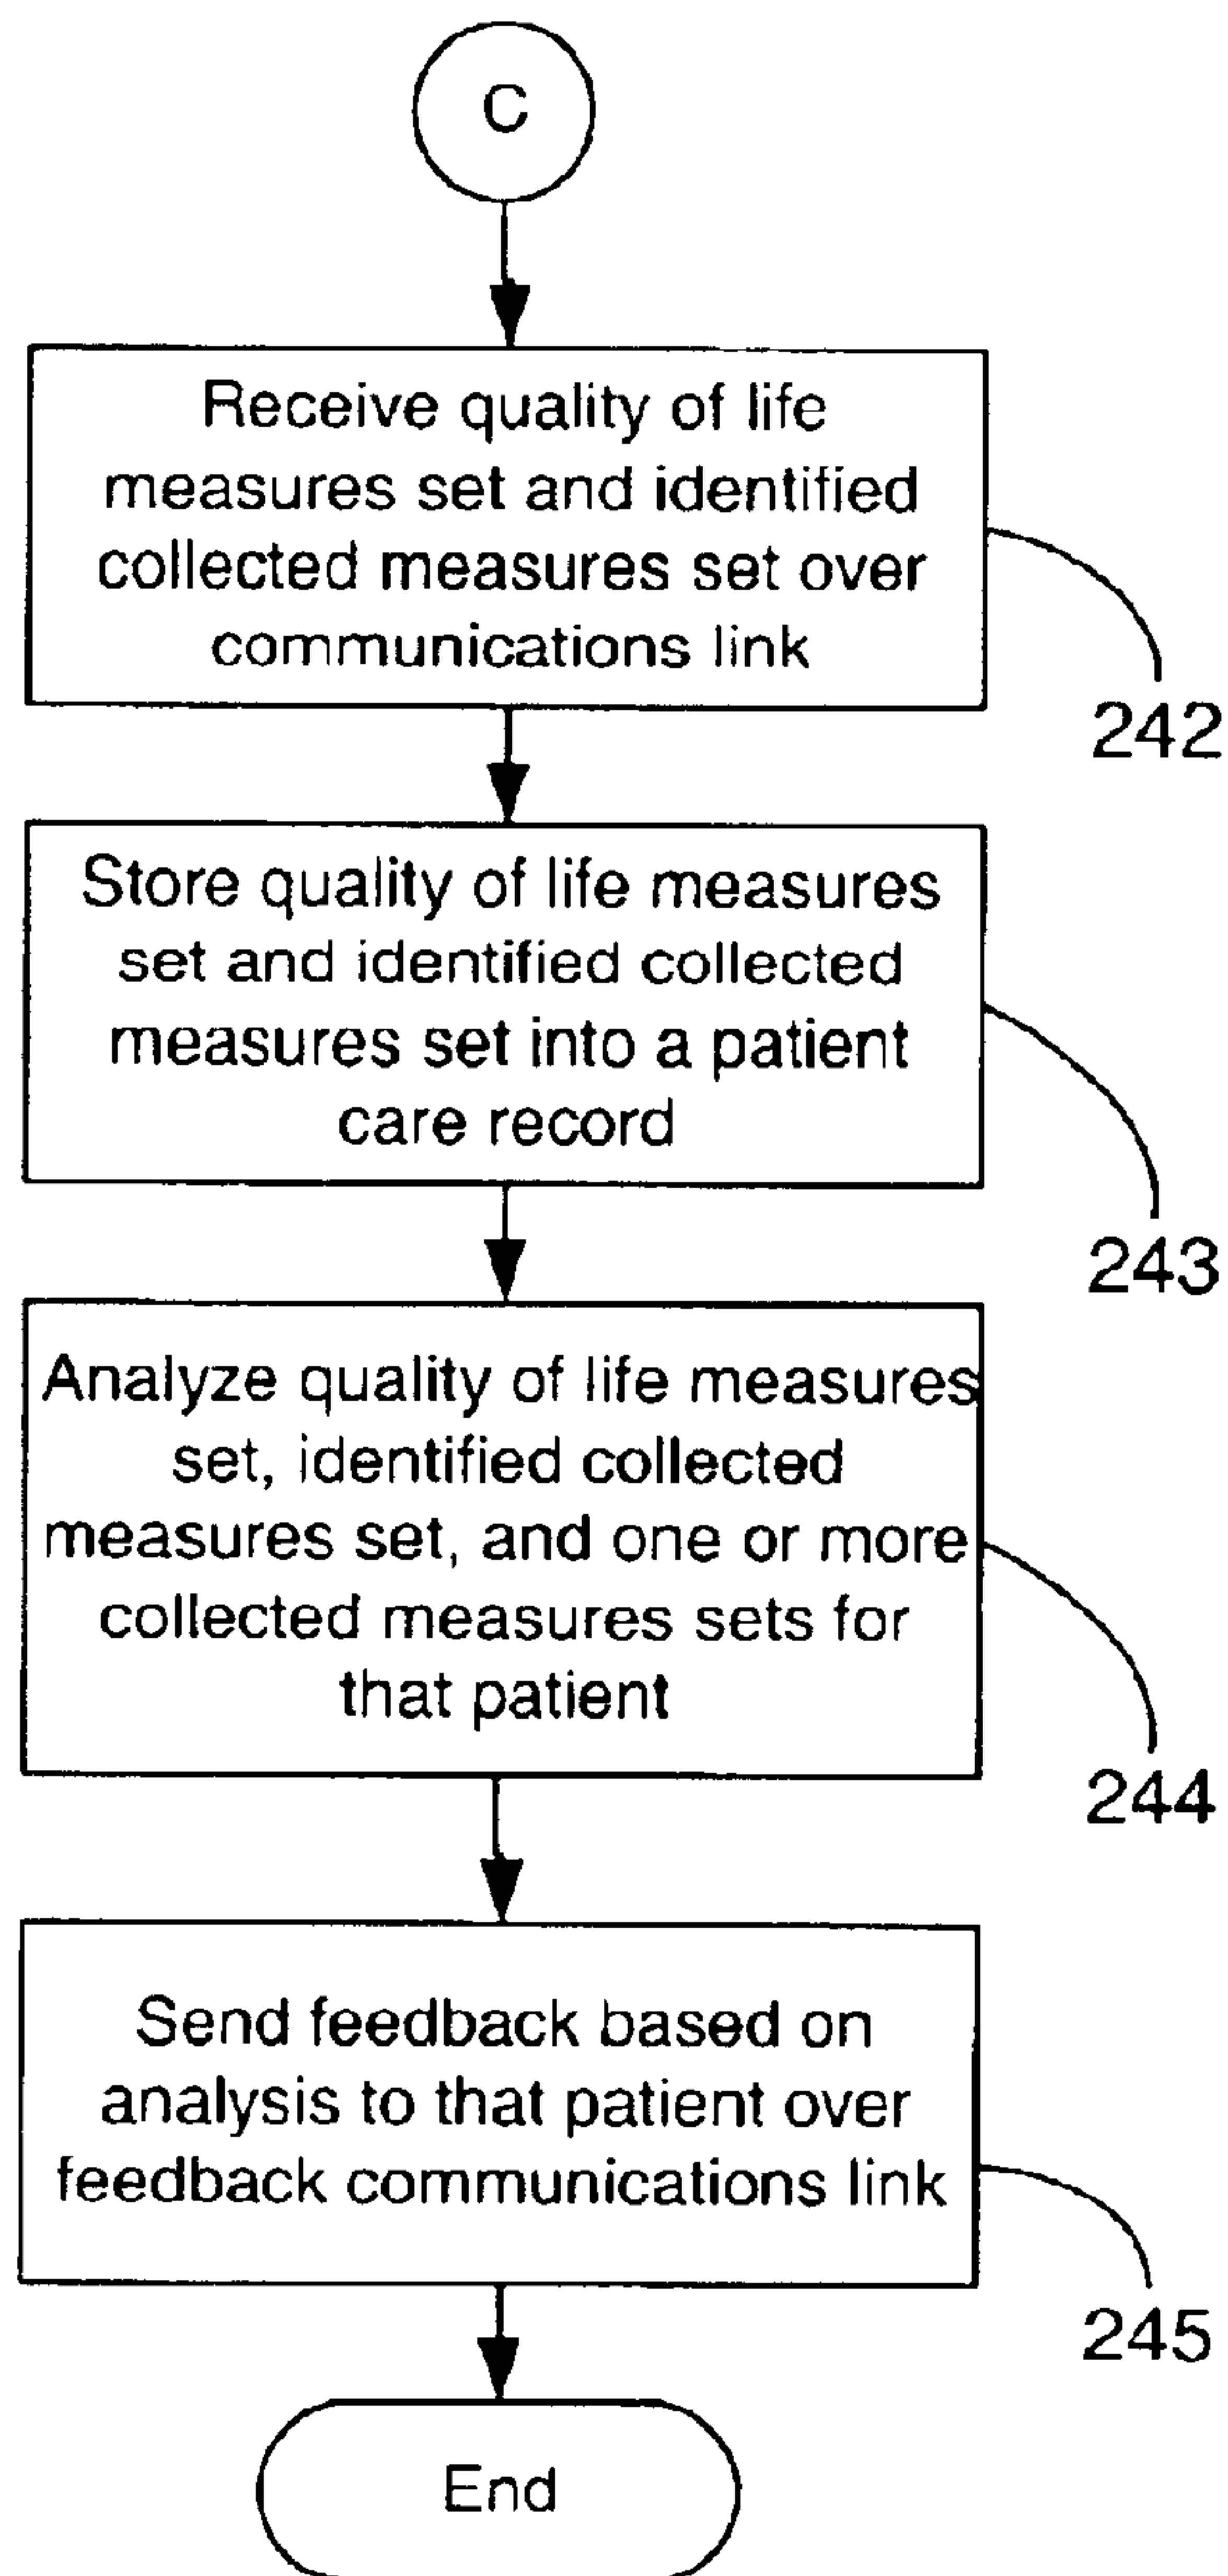 C
Receive quality of life
measures set and identified
collected measures set over
communications link
242
Store quality of life measures
set and identified collected
measures set into a patient
care record
243
Analyze quality of life measures
set, identified collected
measures set, and one or more
collected measures sets for
that patient
244
Send feedback based on
analysis to that patient over
feedback communications link
245
End